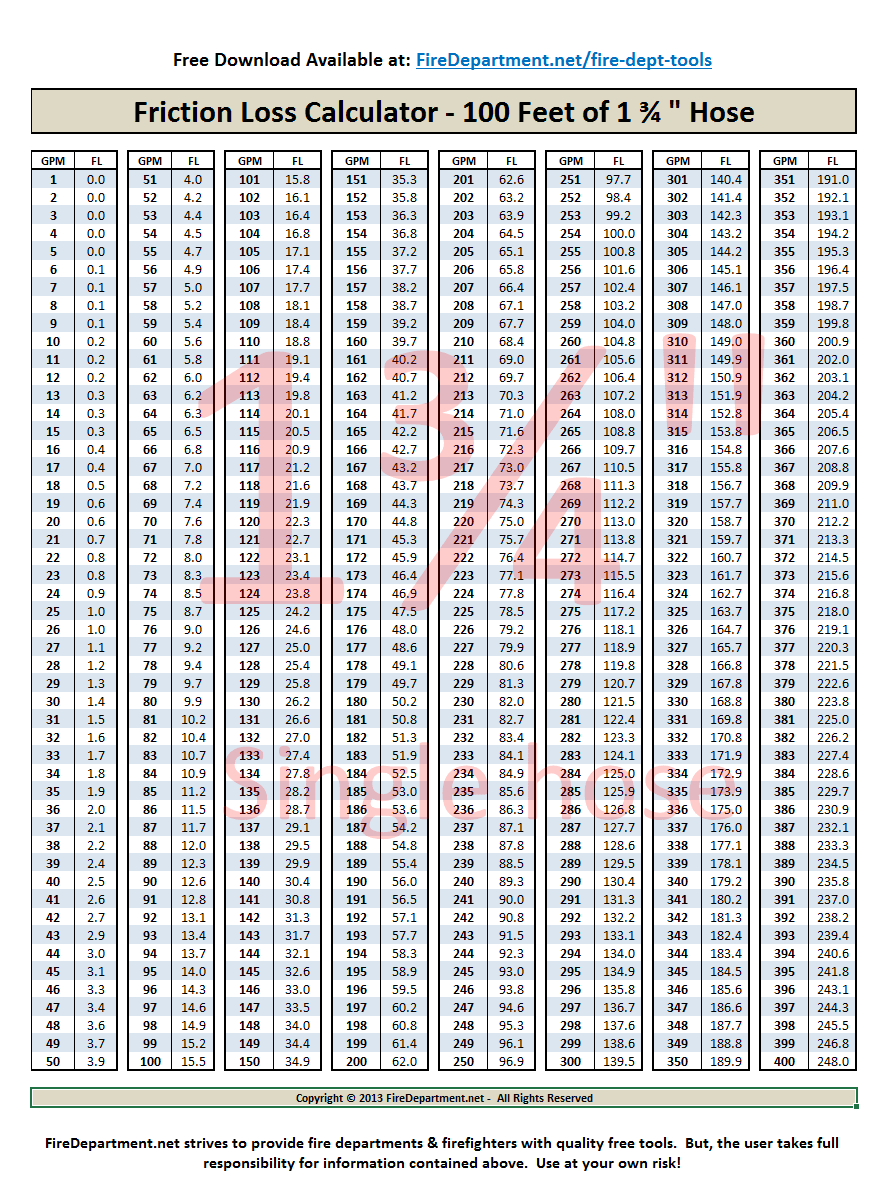 Free Download Available at: FireDepartment.net/fire-dept-tools
Friction Loss Calculator - 100 Feet of 1 ¾ " Hose
GPM FL GPM FL GPM FL GPM FL GPM FL GPM FL GPM FL GPM FL
1 0.0 51 4.0 101 15.8 151 35.3 201 62.6 251 97.7 301 140.4 351 191.0
2 0.0 52 4.2 102 16.1 152 35.8 202 63.2 252 98.4 302 141.4 352 192.1
3 0.0 53 4.4 103 16.4 153 36.3 203 63.9 253 99.2 303 142.3 353 193.1
4 0.0 54 4.5 104 16.8 154 36.8 204 64.5 254 100.0 304 143.2 354 194.2
5 0.0 55 4.7 105 17.1 155 37.2 205 65.1 255 100.8 305 144.2 355 195.3
6 0.1 56 4.9 106 17.4 156 37.7 206 65.8 256 101.6 306 145.1 356 196.4
7 0.1 57 5.0 107 17.7 157 38.2 207 66.4 257 102.4 307 146.1 357 197.5
8 0.1 58 5.2 108 18.1 158 38.7 208 67.1 258 103.2 308 147.0 358 198.7
9 0.1 59 5.4 109 18.4 159 39.2 209 67.7 259 104.0 309 148.0 359 199.8
10 0.2 60 5.6 110 18.8 160 39.7 210 68.4 260 104.8 310 149.0 360 200.9
11 0.2 61 5.8 111 19.1 161 40.2 211 69.0 261 105.6 311 149.9 361 202.0
12 0.2 62 6.0 112 19.4 162 40.7 212 69.7 262 106.4 312 150.9 362 203.1
13 0.3 63 6.2 113 19.8 163 41.2 213 70.3 263 107.2 313 151.9 363 204.2
14 0.3 64 6.3 114 20.1 164 41.7 214 71.0 264 108.0 314 152.8 364 205.4
15 0.3 65 6.5 115 20.5 165 42.2 215 71.6 265 108.8 315 153.8 365 206.5
16 0.4 66 6.8 116 20.9 166 42.7 216 72.3 266 109.7 316 154.8 366 207.6
17 0.4 67 7.0 117 21.2 167 43.2 217 73.0 267 110.5 317 155.8 367 208.8
18 0.5 68 7.2 118 21.6 168 43.7 218 73.7 268 111.3 318 156.7 368 209.9
19 0.6 69 7.4 119 21.9 169 44.3 219 74.3 269 112.2 319 157.7 369 211.0
20 0.6 70 7.6 120 22.3 170 44.8 220 75.0 270 113.0 320 158.7 370 212.2
21 0.7 71 7.8 121 22.7 171 45.3 221 75.7 271 113.8 321 159.7 371 213.3
22 0.8 72 8.0 122 23.1 172 45.9 222 76.4 272 114.7 322 160.7 372 214.5
23 0.8 73 8.3 123 23.4 173 46.4 223 77.1 273 115.5 323 161.7 373 215.6
24 0.9 74 8.5 124 23.8 174 46.9 224 77.8 274 116.4 324 162.7 374 216.8
25 1.0 75 8.7 125 24.2 175 47.5 225 78.5 275 117.2 325 163.7 375 218.0
26 1.0 76 9.0 126 24.6 176 48.0 226 79.2 276 118.1 326 164.7 376 219.1
27 1.1 77 9.2 127 25.0 177 48.6 227 79.9 277 118.9 327 165.7 377 220.3
28 1.2 78 9.4 128 25.4 178 49.1 228 80.6 278 119.8 328 166.8 378 221.5
29 1.3 79 9.7 129 25.8 179 49.7 229 81.3 279 120.7 329 167.8 379 222.6
30 1.4 80 9.9 130 26.2 180 50.2 230 82.0 280 121.5 330 168.8 380 223.8
31 1.5 81 10.2 131 26.6 181 50.8 231 82.7 281 122.4 331 169.8 381 225.0
32 1.6 82 10.4 132 27.0 182 51.3 232 83.4 282 123.3 332 170.8 382 226.2
33 1.7 83 10.7 133 27.4 183 51.9 233 84.1 283 124.1 333 171.9 383 227.4
34 1.8 84 10.9 134 27.8 184 52.5 234 84.9 284 125.0 334 172.9 384 228.6
35 1.9 85 11.2 135 28.2 185 53.0 235 85.6 285 125.9 335 173.9 385 229.7
36 2.0 86 11.5 136 28.7 186 53.6 236 86.3 286 126.8 336 175.0 386 230.9
37 2.1 87 11.7 137 29.1 187 54.2 237 87.1 287 127.7 337 176.0 387 232.1
38 2.2 88 12.0 138 29.5 188 54.8 238 87.8 288 128.6 338 177.1 388 233.3
39 2.4 89 12.3 139 29.9 189 55.4 239 88.5 289 129.5 339 178.1 389 234.5
40 2.5 90 12.6 140 30.4 190 56.0 240 89.3 290 130.4 340 179.2 390 235.8
41 2.6 91 12.8 141 30.8 191 56.5 241 90.0 291 131.3 341 180.2 391 237.0
42 2.7 92 13.1 142 31.3 192 57.1 242 90.8 292 132.2 342 181.3 392 238.2
43 2.9 93 13.4 143 31.7 193 57.7 243 91.5 293 133.1 343 182.4 393 239.4
44 3.0 94 13.7 144 32.1 194 58.3 244 92.3 294 134.0 344 183.4 394 240.6
45 3.1 95 14.0 145 32.6 195 58.9 245 93.0 295 134.9 345 184.5 395 241.8
46 3.3 96 14.3 146 33.0 196 59.5 246 93.8 296 135.8 346 185.6 396 243.1
47 3.4 97 14.6 147 33.5 197 60.2 247 94.6 297 136.7 347 186.6 397 244.3
48 3.6 98 14.9 148 34.0 198 60.8 248 95.3 298 137.6 348 187.7 398 245.5
49 3.7 99 15.2 149 34.4 199 61.4 249 96.1 299 138.6 349 188.8 399 246.8
50 3.9 100 15.5 150 34.9 200 62.0 250 96.9 300 139.5 350 189.9 400 248.0
1¾"
Single hose
Copyright © 2013 FireDepartment.net - All Rights Reserved
FireDepartment.net strives to provide fire departments & firefighters with quality free tools. But, the user takes full
responsibility for information contained above. Use at your own risk!